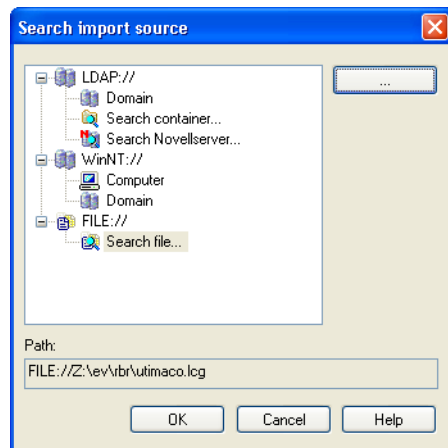 Search import source
LDAP://
...
Domain
Search container...
Search Novellserver...
WinNT://
Computer
Domain
FILE://
Search file...
Path:
FILE://Z:\ev\rbr\utimaco.lcg
OK
Cancel
Help